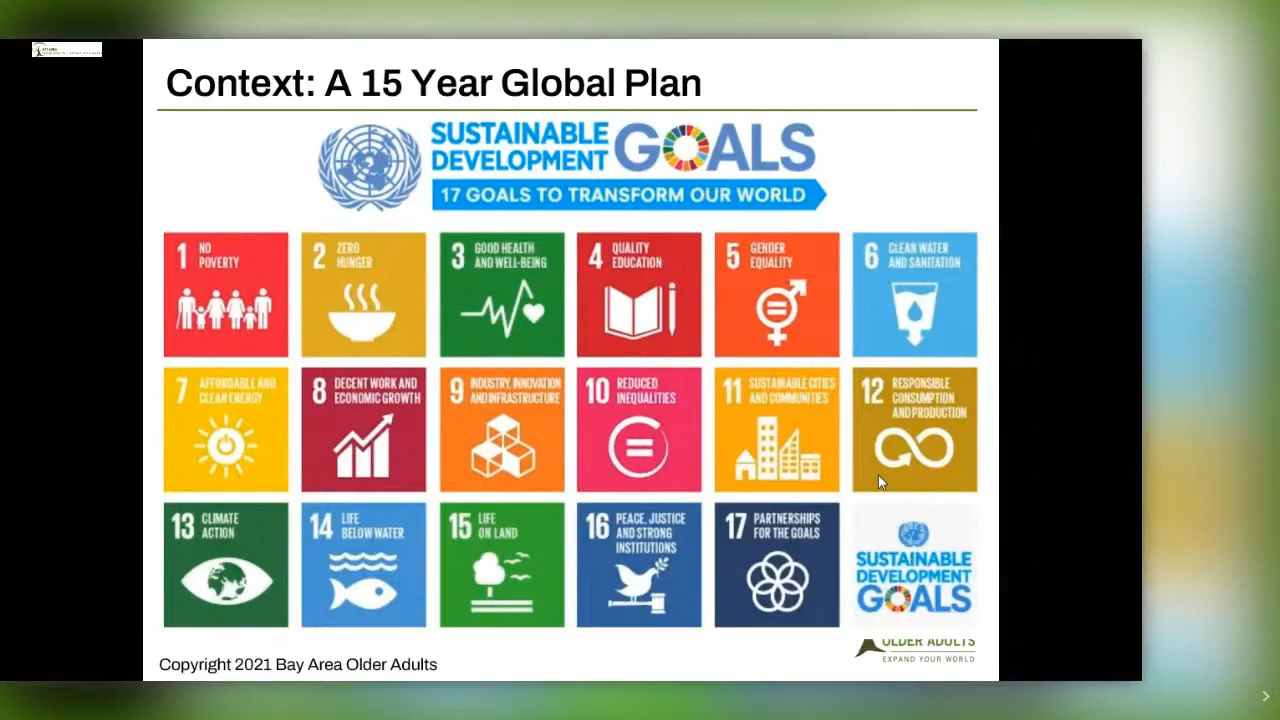 Context: A 15 Year Global Plan
SUSTAINABLE
DEVELOPMENT
GOALS
17 GOALS TO TRANSFORM OUR WORLD
1 NO
POVERTY
2 ZERO
HUNGER
3 GOOD HEALTH
AND WELL-BEING
4 QUALITY
EDUCATION
5 GENDER
EQUALITY
6 CLEAN WATER
AND SANITATION
7 AFFORDABLE AND
CLEAN ENERGY
8 DECENT WORK AND
ECONOMIC GROWTH
9 INDUSTRY, INNOVATION
AND INFRASTRUCTURE
10 REDUCED
INEQUALITIES
11 SUSTAINABLE CITIES
AND COMMUNITIES
12 RESPONSIBLE
CONSUMPTION
AND PRODUCTION
13 CLIMATE
ACTION
14 LIFE
BELOW WATER
15 LIFE
ON LAND
16 PEACE, JUSTICE
AND STRONG
INSTITUTIONS
17 PARTNERSHIPS
FOR THE GOALS
SUSTAINABLE
DEVELOPMENT
GOALS
OLDER ADULTS
EXPAND YOUR WORLD
Copyright 2021 Bay Area Older Adults